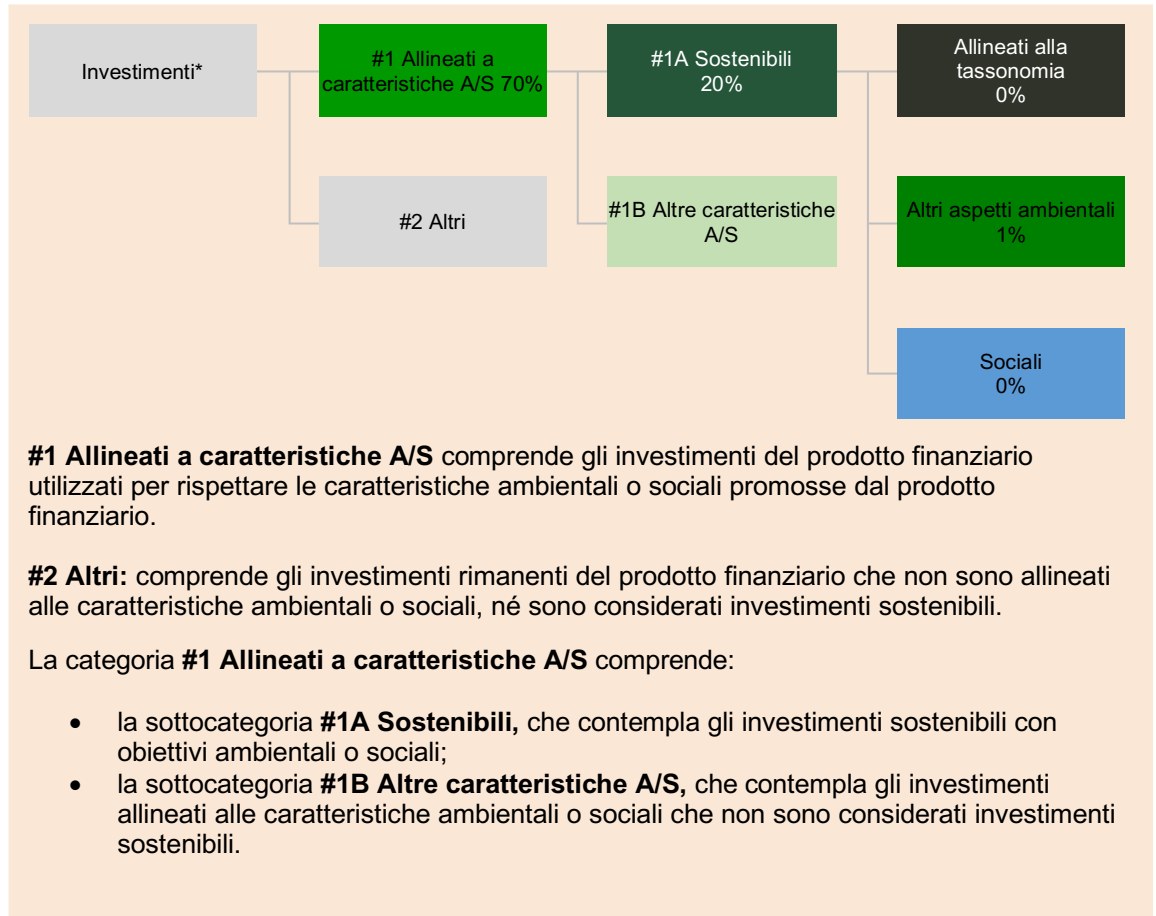 Investimenti*
#1 Allineati a
caratteristiche A/S 70%
#1A Sostenibili
20%
Allineati alla
tassonomia
0%
#2 Altri
#1B Altre caratteristiche
A/S
Altri aspetti ambientali
1%
Sociali
0%
#1 Allineati a caratteristiche A/S comprende gli investimenti del prodotto finanziario
utilizzati per rispettare le caratteristiche ambientali o sociali promosse dal prodotto
finanziario.
#2 Altri: comprende gli investimenti rimanenti del prodotto finanziario che non sono allineati
alle caratteristiche ambientali o sociali, né sono considerati investimenti sostenibili.
La categoria #1 Allineati a caratteristiche A/S comprende:
• la sottocategoria #1A Sostenibili, che contempla gli investimenti sostenibili con
obiettivi ambientali o sociali;
• la sottocategoria #1B Altre caratteristiche A/S, che contempla gli investimenti
allineati alle caratteristiche ambientali o sociali che non sono considerati investimenti
sostenibili.